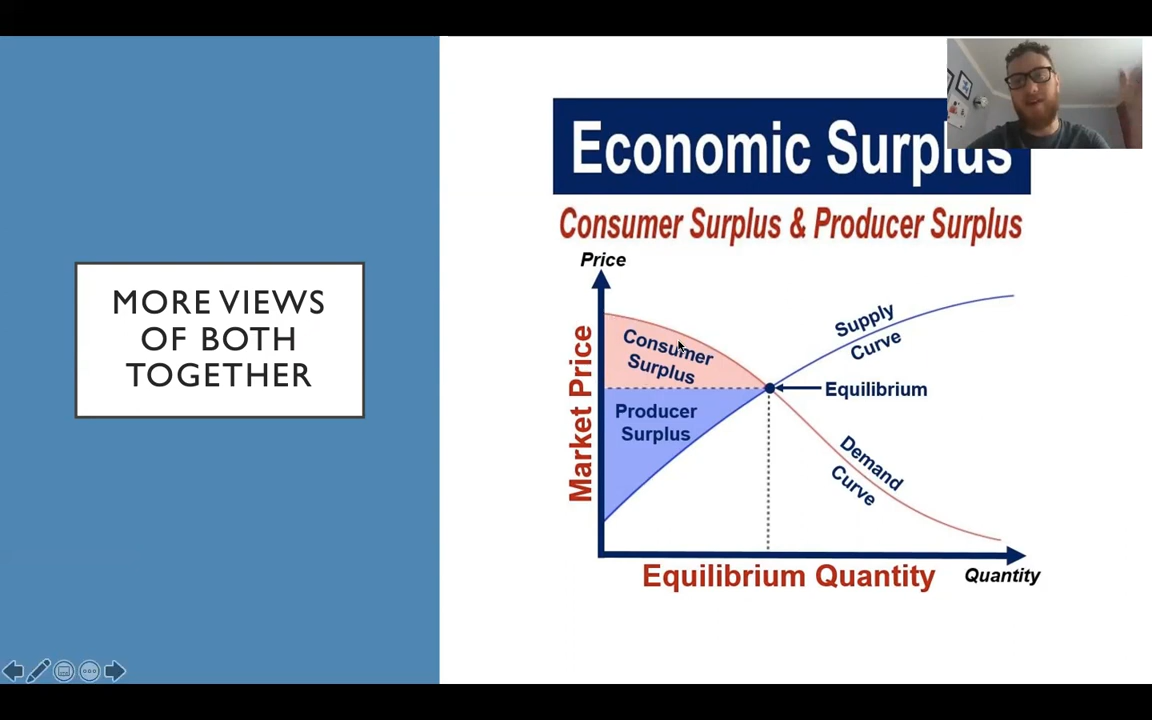 MORE VIEWS
OF BOTH
TOGETHER
Economic Surplus
Consumer Surplus & Producer Surplus
Price
Market Price
Consumer
Surplus
Producer
Surplus
Supply
Curve
Equilibrium
Demand
Curve
Equilibrium Quantity
Quantity